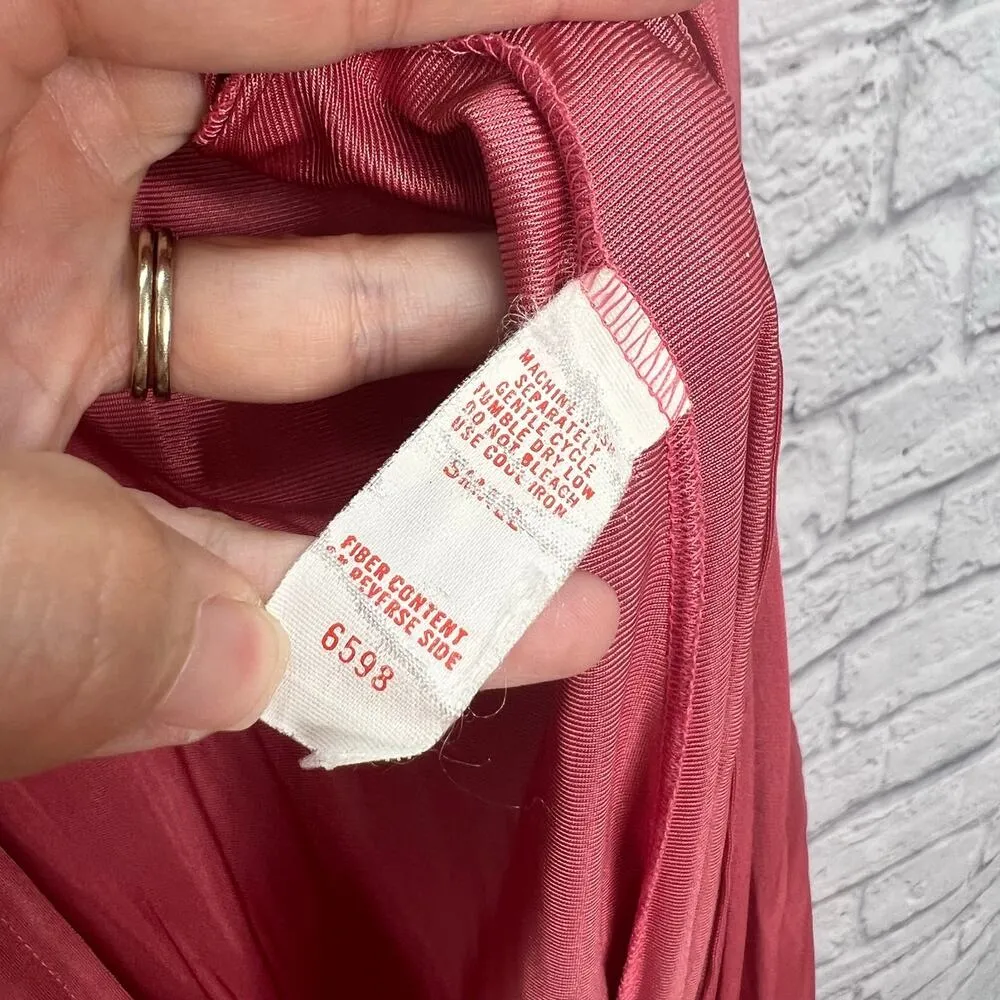 MACHINE
SEPARATELY
GENTLE CYCLE
TUMBLE DRY LOW
DO NOT BLEACH
USE COOL IRON
SMALL
FIBER CONTENT
ON REVERSE SIDE
6598